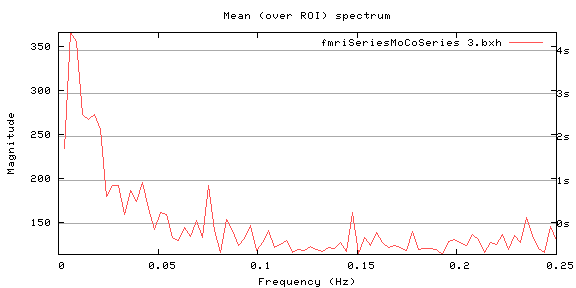 Mean (over ROI) spectrum
fmriSeriesMoCoSeries 3.bxh
350
300
250
200
150
4s
3s
2s
1s
0s
Magnitude
0
0.05
0.1
0.15
0.2
0.25
Frequency (Hz)